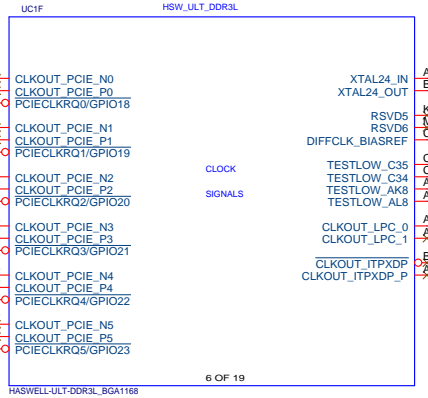 UC1F
HSW_ULT_DDR3L
CLKOUT_PCIE_N0
CLKOUT_PCIE_P0
PCIECLKRQ0/GPIO18
CLKOUT_PCIE_N1
CLKOUT_PCIE_P1
PCIECLKRQ1/GPIO19
CLKOUT_PCIE_N2
CLKOUT_PCIE_P2
PCIECLKRQ2/GPIO20
CLKOUT_PCIE_N3
CLKOUT_PCIE_P3
PCIECLKRQ3/GPIO21
CLKOUT_PCIE_N4
CLKOUT_PCIE_P4
PCIECLKRQ4/GPIO22
CLKOUT_PCIE_N5
CLKOUT_PCIE_P5
PCIECLKRQ5/GPIO23
CLOCK
SIGNALS
XTAL24_IN
XTAL24_OUT
RSVD5
RSVD6
DIFFCLK_BIASREF
TESTLOW_C35
TESTLOW_C34
TESTLOW_AK8
TESTLOW_AL8
CLKOUT_LPC_0
CLKOUT_LPC_1
CLKOUT_ITPXDP
CLKOUT_ITPXDP_P
6 OF 19
HASWELL-ULT-DDR3L_BGA1168